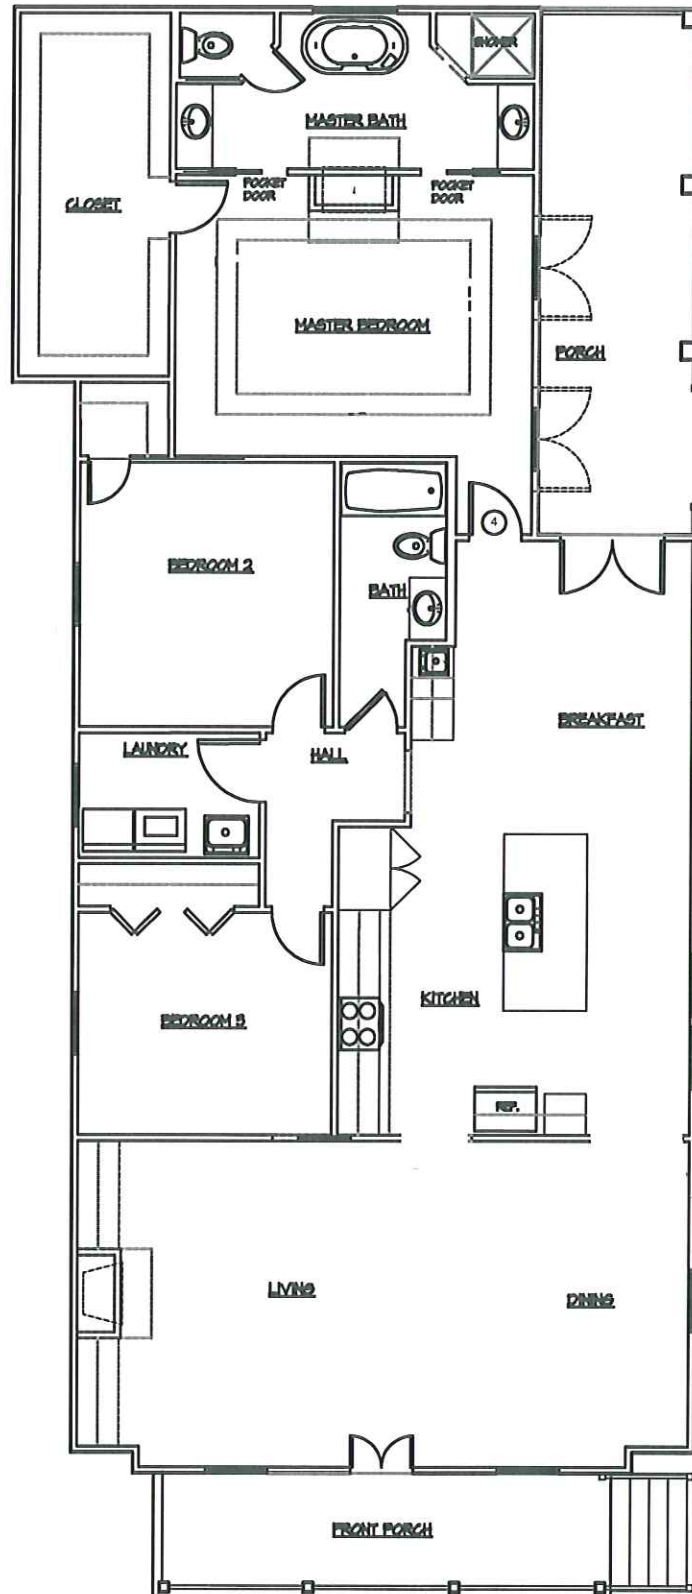 SHOWER
MASTER BATH
POCKET
DOOR
POCKET
DOOR
CLOSET
MASTER BEDROOM
PORCH
4
BEDROOM 2
BATH
BREAKFAST
LAUNDRY
HALL
KITCHEN
BEDROOM 3
REF.
LIVING
DINING
FRONT PORCH